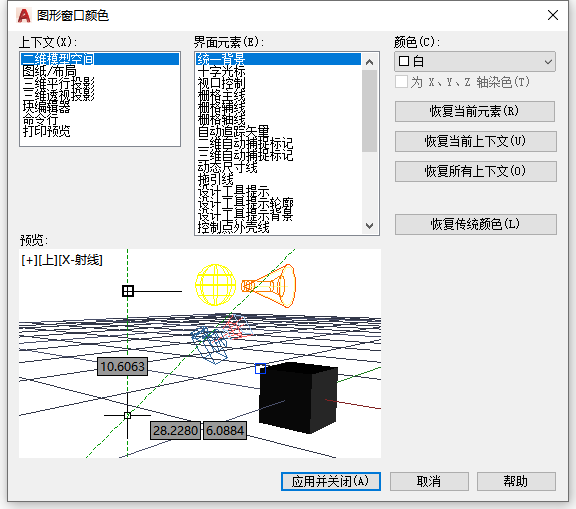 图形窗口颜色
上下文(X):
二维模型空间
图纸/布局
三维平行投影
三维透视投影
块编辑器
命令行
打印预览
界面元素(E):
统一背景
十字光标
视口控制
栅格主线
栅格辅线
栅格轴线
自动追踪矢量
二维自动捕捉标记
三维自动捕捉标记
动态尺寸线
拖引线
设计工具提示
设计工具提示轮廓
设计工具提示背景
控制点外壳线
颜色(C):
白
为 X、Y、Z 轴染色(T)
恢复当前元素(R)
恢复当前上下文(U)
恢复所有上下文(O)
恢复传统颜色(L)
预览:
[+][上][X-射线]
10.6063
28.2280 6.0884
应用并关闭(A)
取消
帮助